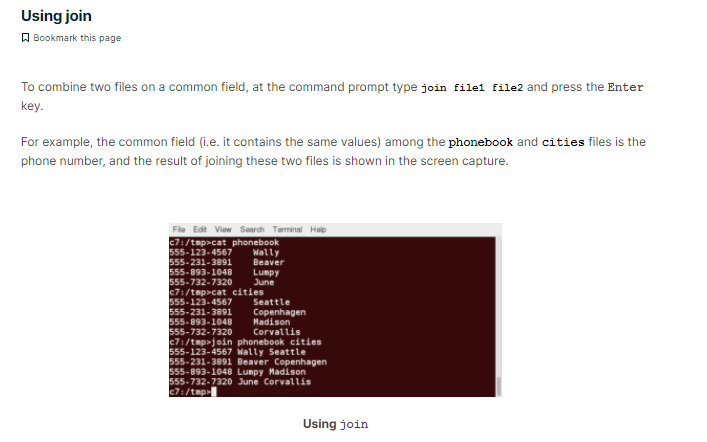 Using join
Bookmark this page
To combine two files on a common field, at the command prompt type join file1 file2 and press the Enter
key.
For example, the common field (i.e. it contains the same values) among the phonebook and cities files is the
phone number, and the result of joining these two files is shown in the screen capture.
File Edit View Search Terminal Help
c7:/tmp>cat phonebook
555-123-4567 Wally
555-231-3891 Beaver
555-893-1048 Lumpy
555-732-7320 June
c7:/tmp>cat cities
555-123-4567 Seattle
555-231-3891 Copenhagen
555-893-1048 Madison
555-732-7320 Corvallis
c7:/tmp>join phonebook cities
555-123-4567 Wally Seattle
555-231-3891 Beaver Copenhagen
555-893-1048 Lumpy Madison
555-732-7320 June Corvallis
c7:/tmp>
Using join